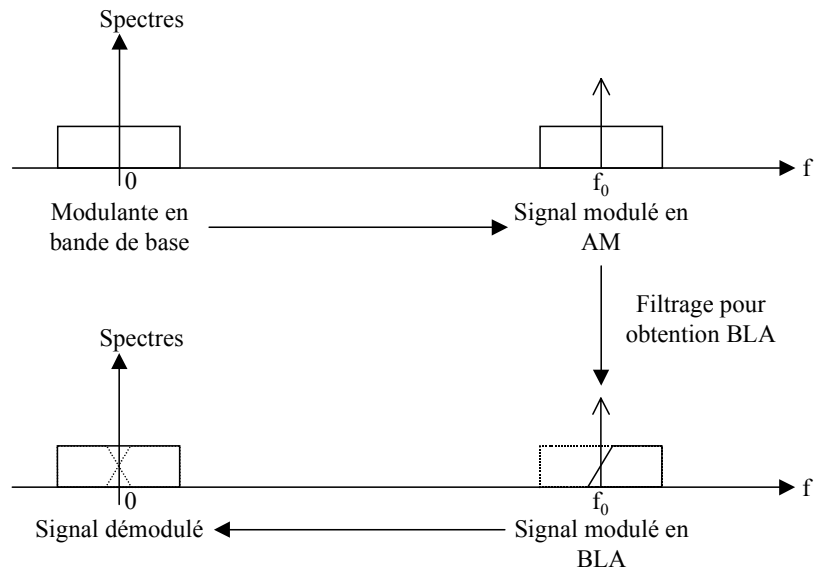 Spectres
f
0
f0
Modulante en
bande de base
Signal modulé en
AM
Filtrage pour
obtention BLA
Spectres
f
0
f0
Signal démodulé
Signal modulé en
BLA